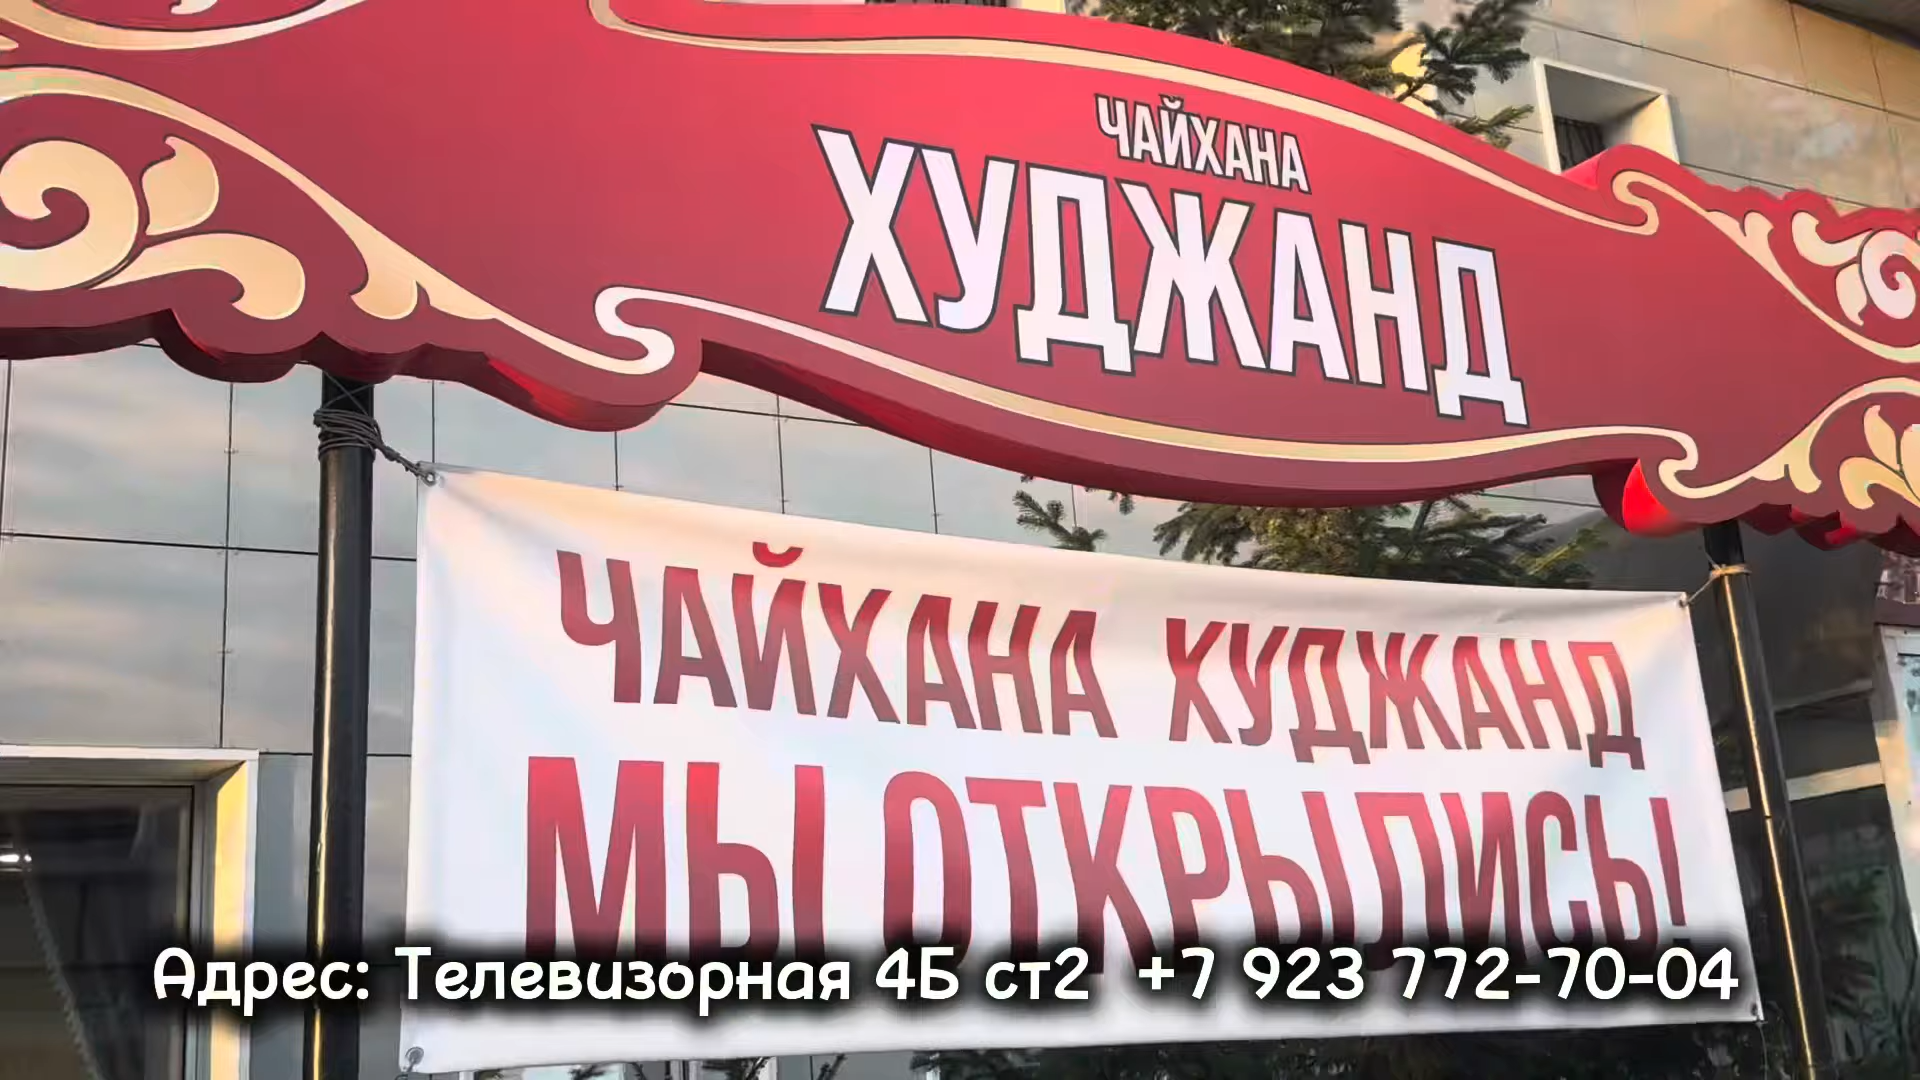 ЧАЙХАНА
ХУДЖАНД
ЧАЙХАНА ХУДЖАНД
МЫ ОТКРЫЛИСЬ!
Адрес: Телевизорная 4Б ст2 +7 923 772-70-04